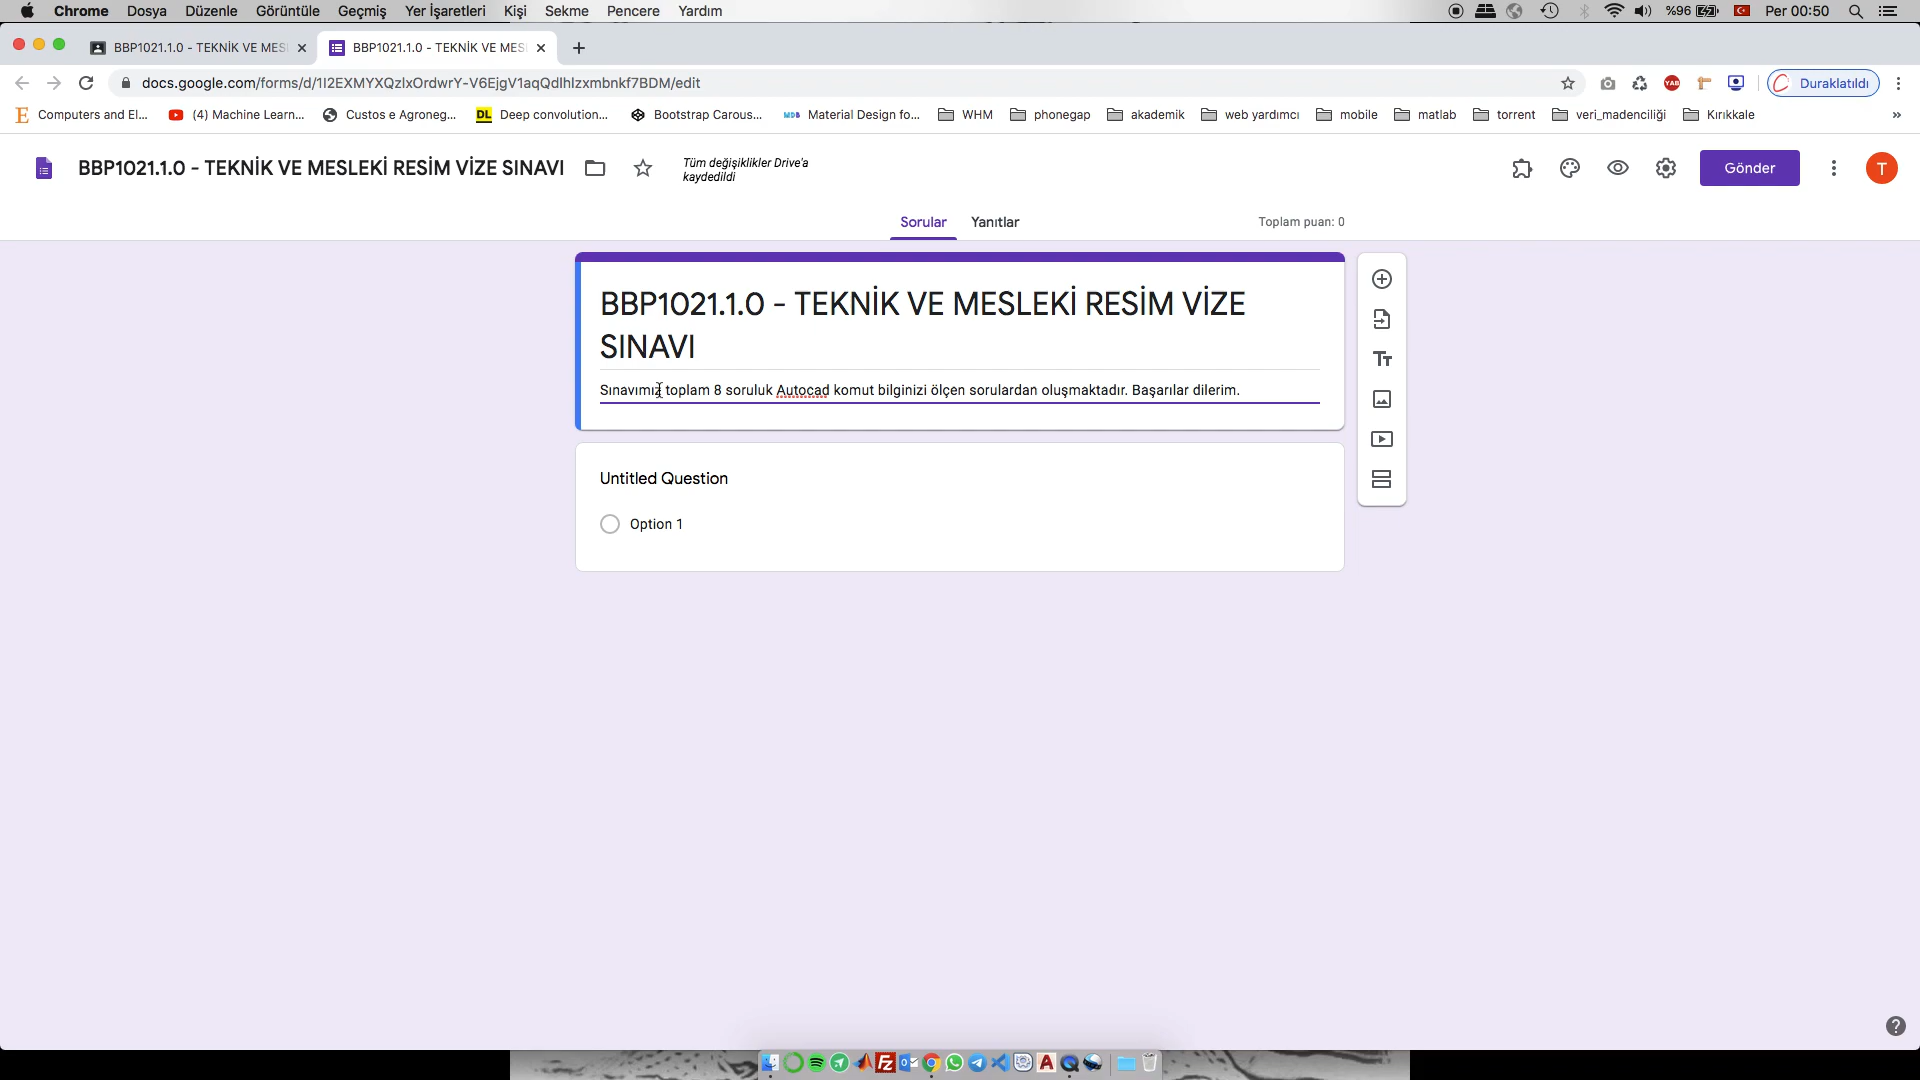 Chrome Dosya Düzenle Görüntüle Geçmiş Yer İşaretleri Kişi Sekme Pencere Yardım %96 Per 00:50
BBP1021.1.0 - TEKNİK VE MES BBP1021.1.0 - TEKNİK VE MES
docs.google.com/forms/d/1I2EXMYXQzlxOrdwrY-V6EjgV1aqQdlhlzxmbnkf7BDM/edit Duraklatıldı
Computers and El... (4) Machine Learn... Custos e Agroneg... DL Deep convolution... Bootstrap Carous... MDB Material Design fo... WHM phonegap akademik web yardımcı mobile matlab torrent veri_madenciliği Kırıkkale »
BBP1021.1.0 - TEKNİK VE MESLEKİ RESİM VİZE SINAVI
Tüm değişiklikler Drive'a
kaydedildi
Gönder
T
Sorular Yanıtlar Toplam puan: 0
BBP1021.1.0 - TEKNİK VE MESLEKİ RESİM VİZE
SINAVI
Sınavımız toplam 8 soruluk Autocad komut bilginizi ölçen sorulardan oluşmaktadır. Başarılar dilerim.
Untitled Question
Option 1